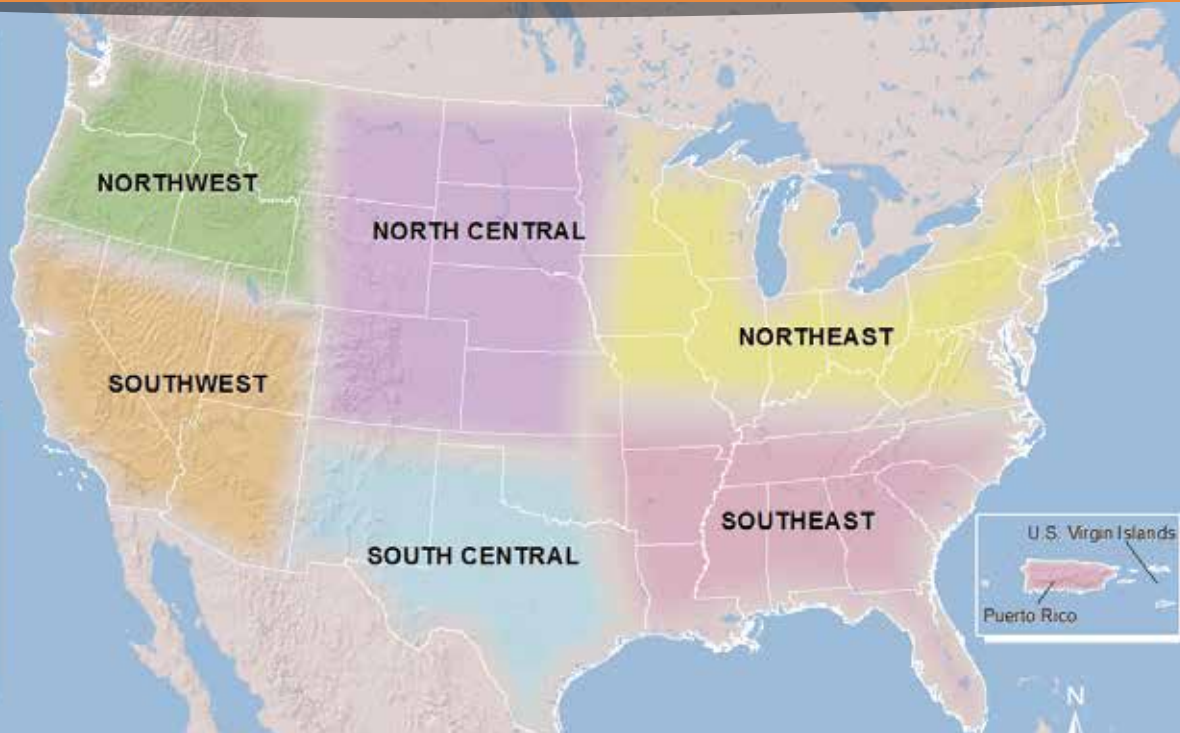 NORTHWEST
NORTH CENTRAL
NORTHEAST
SOUTHWEST
SOUTHEAST
U.S. Virgin Islands
SOUTH CENTRAL
Puerto Rico
N